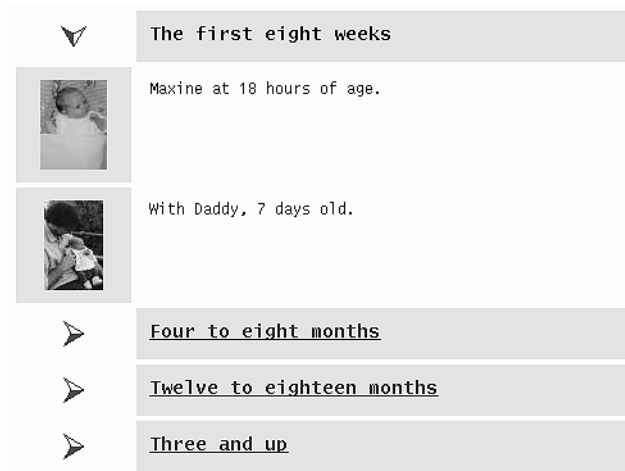 The first eight weeks
Maxine at 18 hours of age.
With Daddy, 7 days old.
Four to eight months
Twelve to eighteen months
Three and up